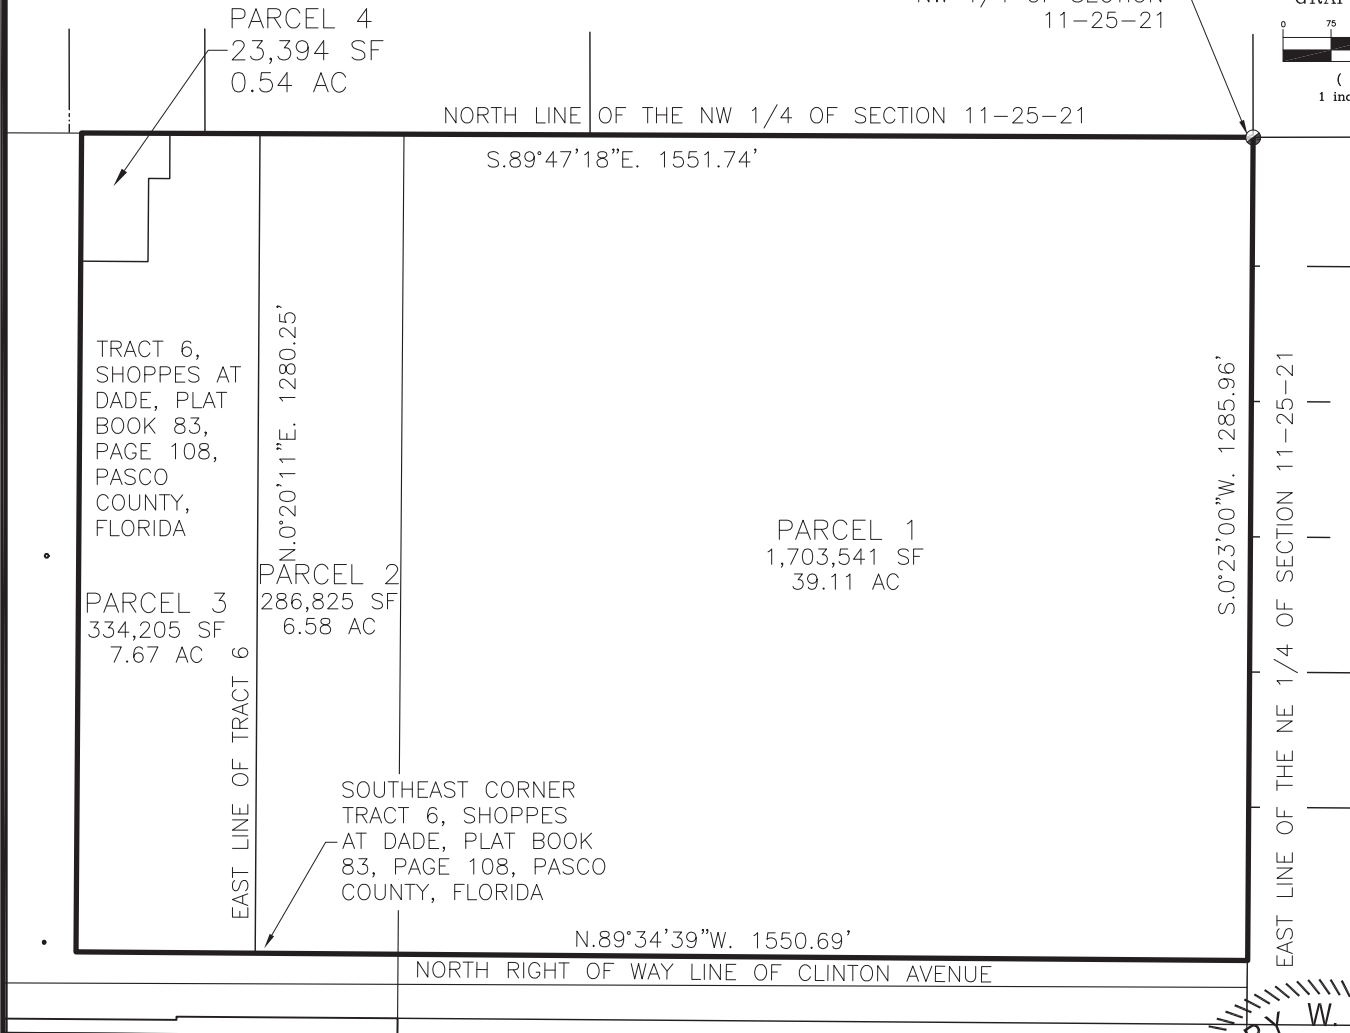 PARCEL 4
23,394 SF
0.54 AC
11-25-21
0 75
(
1
NORTH LINE OF THE NW 1/4 OF SECTION 11-25-21
S.89°47'18"E. 1551.74'
TRACT 6,
SHOPPES AT
DADE, PLAT
BOOK 83,
PAGE 108,
PASCO
COUNTY,
FLORIDA
N.0°20'11"E. 1280.25'
PARCEL 1
1,703,541 SF
39.11 AC
S.0°23'00"W. 1285.96'
EAST LINE OF THE NE 1/4 OF SECTION 11-25-21
PARCEL 2
286,825 SF
6.58 AC
PARCEL 3
334,205 SF
7.67 AC
EAST LINE OF TRACT 6
SOUTHEAST CORNER
TRACT 6, SHOPPES
AT DADE, PLAT BOOK
83, PAGE 108, PASCO
COUNTY, FLORIDA
N.89°34'39"W. 1550.69'
NORTH RIGHT OF WAY LINE OF CLINTON AVENUE
W.